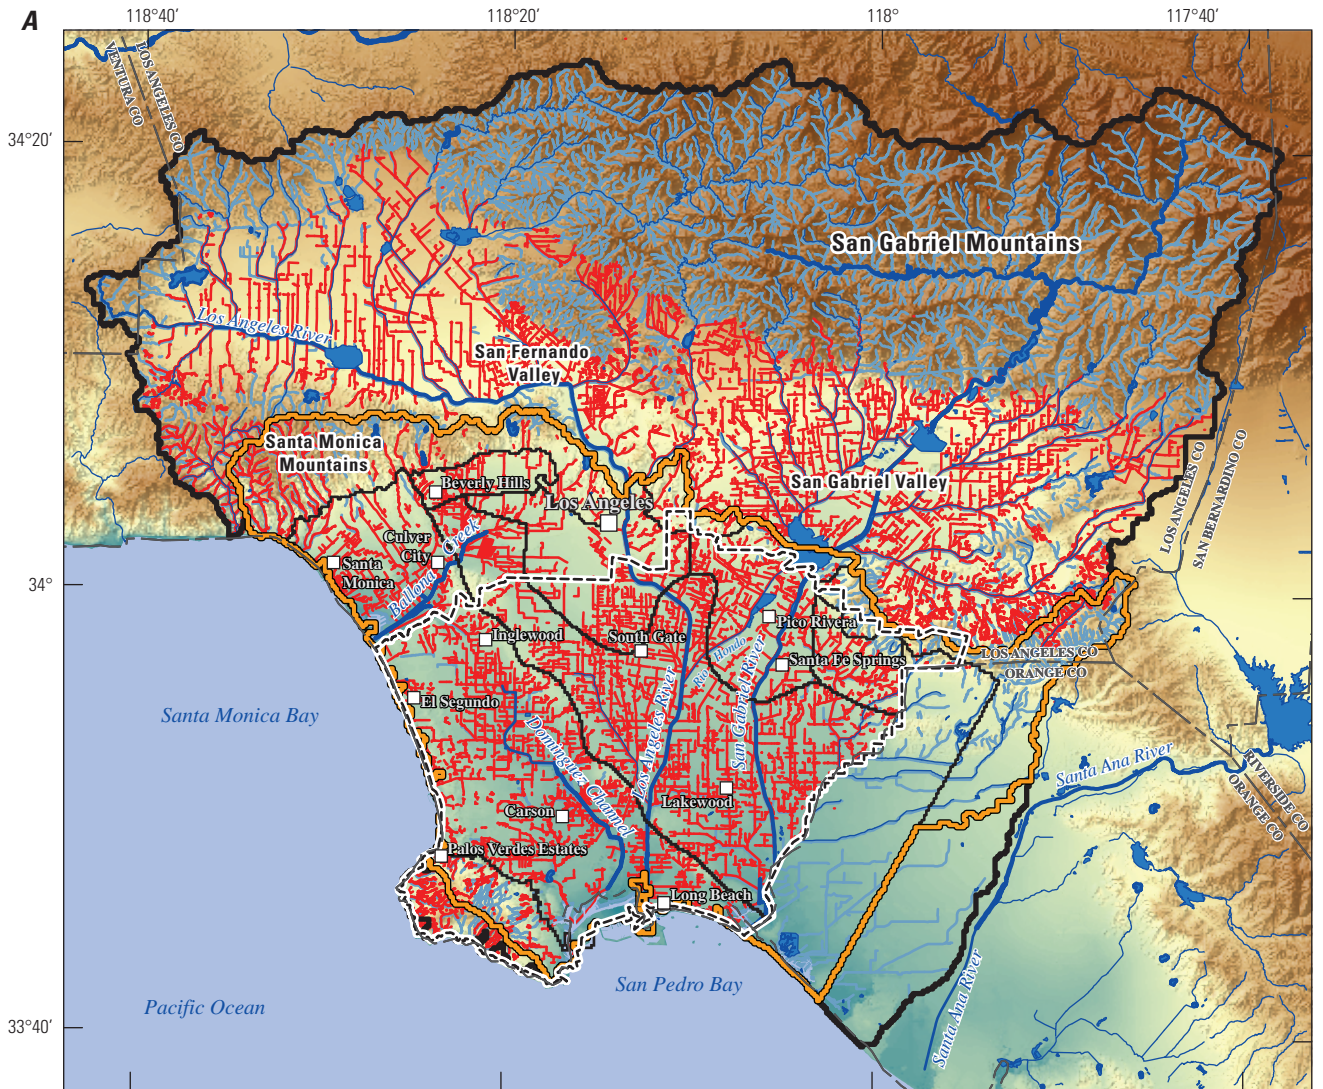 A
118°40′
118°20′
118°
117°40′
34°20′
34°
33°40′
VENTURA CO
LOS ANGELES CO
San Gabriel Mountains
Los Angeles River
San Fernando
Valley
Santa Monica
Mountains
San Gabriel Valley
LOS ANGELES CO
SAN BERNARDINO CO
Beverly Hills
Los Angeles
Culver
City
Ballona Creek
Santa
Monica
Inglewood
South Gate
Pico Rivera
Rio Hondo
Santa Fe Springs
LOS ANGELES CO
ORANGE CO
El Segundo
Santa Monica Bay
Dominguez Channel
Los Angeles River
San Gabriel River
Santa Ana River
RIVERSIDE CO
ORANGE CO
Lakewood
Carson
Palos Verdes Estates
Long Beach
San Pedro Bay
Pacific Ocean
Santa Ana River